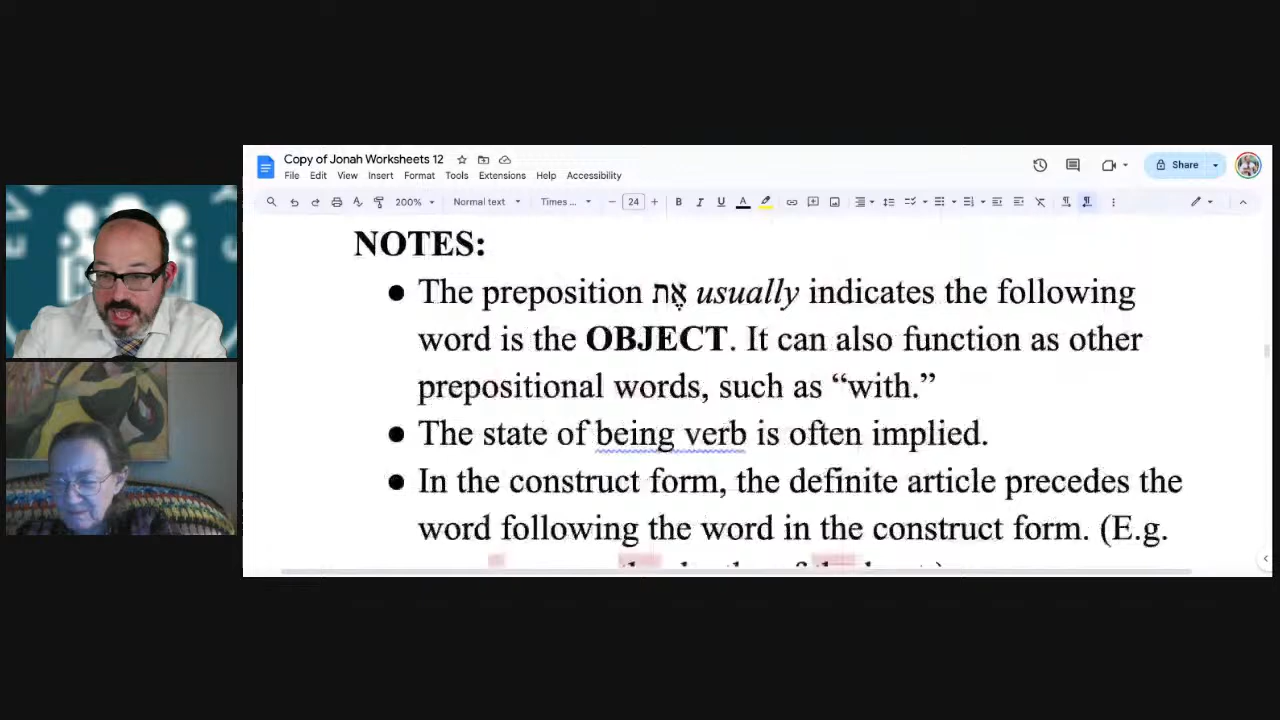 Copy of Jonah Worksheets 12
File Edit View Insert Format Tools Extensions Help Accessibility
Share
200% Normal text Times ... 24 B I U A
NOTES:
● The preposition אֶת usually indicates the following
word is the OBJECT. It can also function as other
prepositional words, such as “with.”
● The state of being verb is often implied.
● In the construct form, the definite article precedes the
word following the word in the construct form. (E.g.